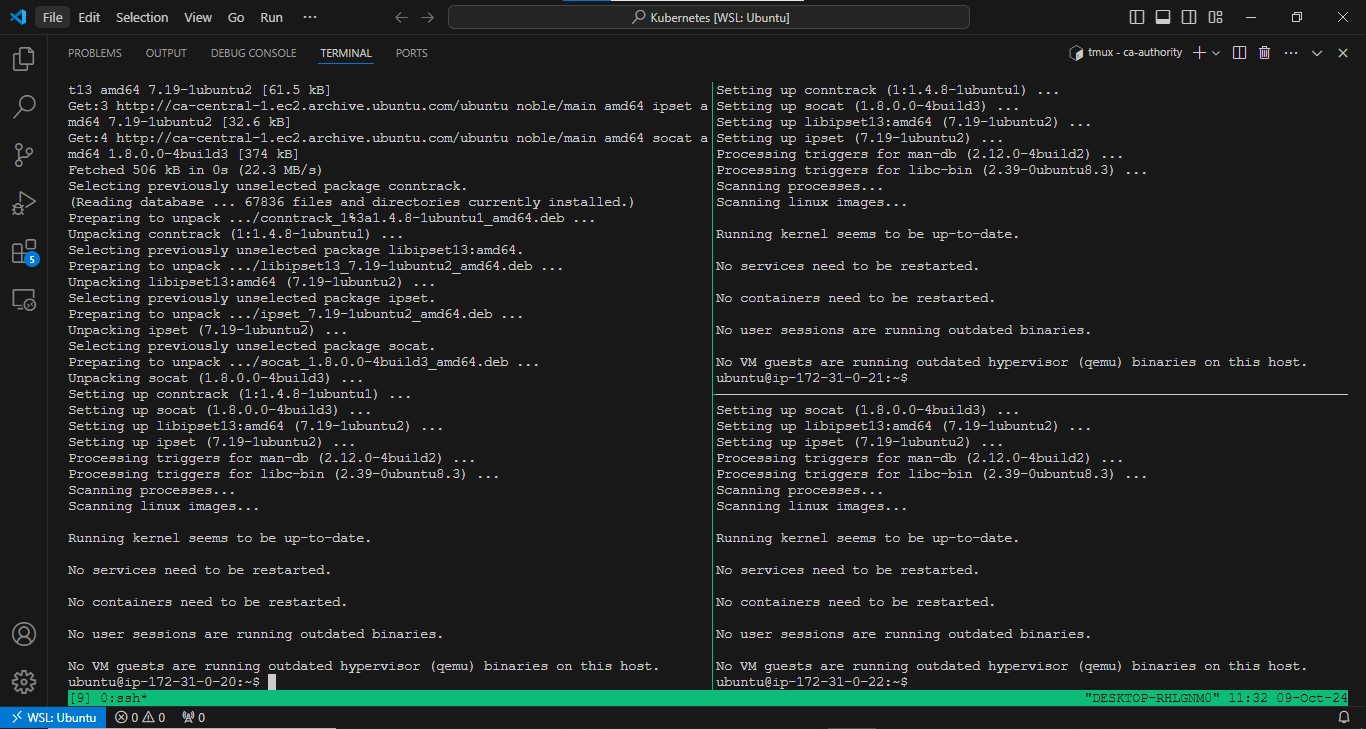 File Edit Selection View Go Run ···
Kubernetes [WSL: Ubuntu]
PROBLEMS OUTPUT DEBUG CONSOLE TERMINAL PORTS
tmux - ca-authority
t13 amd64 7.19-1ubuntu2 [61.5 kB]
Get:3 http://ca-central-1.ec2.archive.ubuntu.com/ubuntu noble/main amd64 ipset a
md64 7.19-1ubuntu2 [32.6 kB]
Get:4 http://ca-central-1.ec2.archive.ubuntu.com/ubuntu noble/main amd64 socat a
md64 1.8.0.0-4build3 [374 kB]
Fetched 506 kB in 0s (22.3 MB/s)
Selecting previously unselected package conntrack.
(Reading database ... 67836 files and directories currently installed.)
Preparing to unpack .../conntrack_1%3a1.4.8-1ubuntu1_amd64.deb ...
Unpacking conntrack (1:1.4.8-1ubuntu1) ...
Selecting previously unselected package libipset13:amd64.
Preparing to unpack .../libipset13_7.19-1ubuntu2_amd64.deb ...
Unpacking libipset13:amd64 (7.19-1ubuntu2) ...
Selecting previously unselected package ipset.
Preparing to unpack .../ipset_7.19-1ubuntu2_amd64.deb ...
Unpacking ipset (7.19-1ubuntu2) ...
Selecting previously unselected package socat.
Preparing to unpack .../socat_1.8.0.0-4build3_amd64.deb ...
Unpacking socat (1.8.0.0-4build3) ...
Setting up conntrack (1:1.4.8-1ubuntu1) ...
Setting up socat (1.8.0.0-4build3) ...
Setting up libipset13:amd64 (7.19-1ubuntu2) ...
Setting up ipset (7.19-1ubuntu2) ...
Processing triggers for man-db (2.12.0-4build2) ...
Processing triggers for libc-bin (2.39-0ubuntu8.3) ...
Scanning processes...
Scanning linux images...
Running kernel seems to be up-to-date.
No services need to be restarted.
No containers need to be restarted.
No user sessions are running outdated binaries.
No VM guests are running outdated hypervisor (qemu) binaries on this host.
ubuntu@ip-172-31-0-20:~$
Setting up conntrack (1:1.4.8-1ubuntu1) ...
Setting up socat (1.8.0.0-4build3) ...
Setting up libipset13:amd64 (7.19-1ubuntu2) ...
Setting up ipset (7.19-1ubuntu2) ...
Processing triggers for man-db (2.12.0-4build2) ...
Processing triggers for libc-bin (2.39-0ubuntu8.3) ...
Scanning processes...
Scanning linux images...
Running kernel seems to be up-to-date.
No services need to be restarted.
No containers need to be restarted.
No user sessions are running outdated binaries.
No VM guests are running outdated hypervisor (qemu) binaries on this host.
ubuntu@ip-172-31-0-21:~$
Setting up socat (1.8.0.0-4build3) ...
Setting up libipset13:amd64 (7.19-1ubuntu2) ...
Setting up ipset (7.19-1ubuntu2) ...
Processing triggers for man-db (2.12.0-4build2) ...
Processing triggers for libc-bin (2.39-0ubuntu8.3) ...
Scanning processes...
Scanning linux images...
Running kernel seems to be up-to-date.
No services need to be restarted.
No containers need to be restarted.
No user sessions are running outdated binaries.
No VM guests are running outdated hypervisor (qemu) binaries on this host.
ubuntu@ip-172-31-0-22:~$
[9] 0:ssh* "DESKTOP-RHLGNM0" 11:32 09-Oct-24
5
WSL: Ubuntu 0 0 0